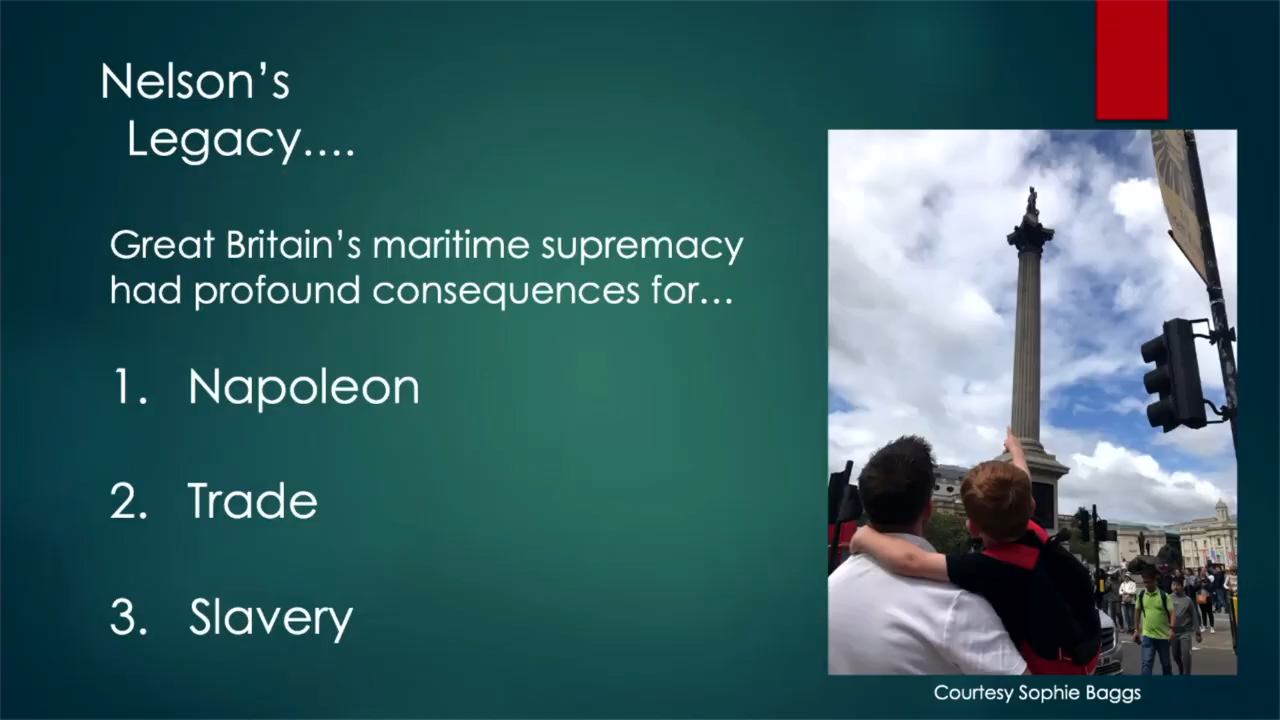 Nelson’s
Legacy....
Great Britain’s maritime supremacy
had profound consequences for...
1. Napoleon
2. Trade
3. Slavery
Courtesy Sophie Baggs